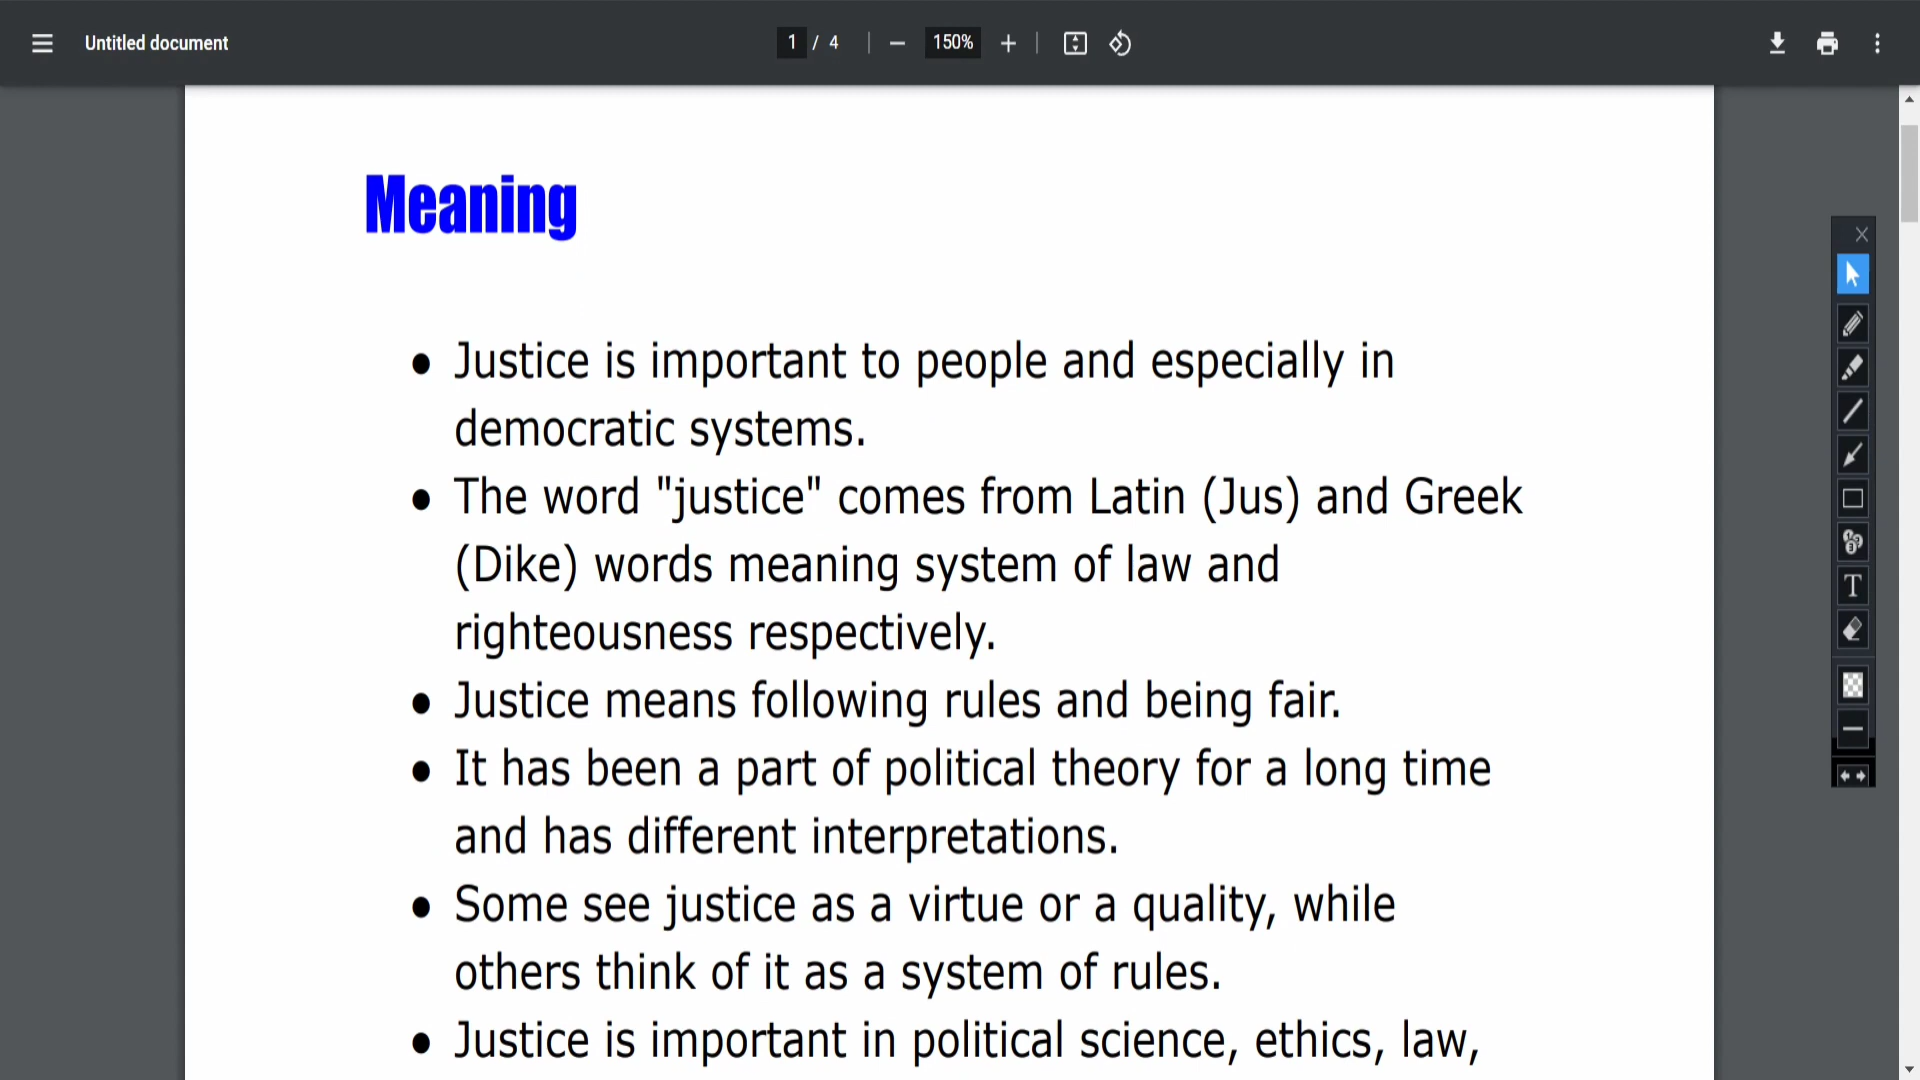 Untitled document
1 / 4
150%
Meaning
● Justice is important to people and especially in
democratic systems.
● The word "justice" comes from Latin (Jus) and Greek
(Dike) words meaning system of law and
righteousness respectively.
● Justice means following rules and being fair.
● It has been a part of political theory for a long time
and has different interpretations.
● Some see justice as a virtue or a quality, while
others think of it as a system of rules.
● Justice is important in political science, ethics, law,
T